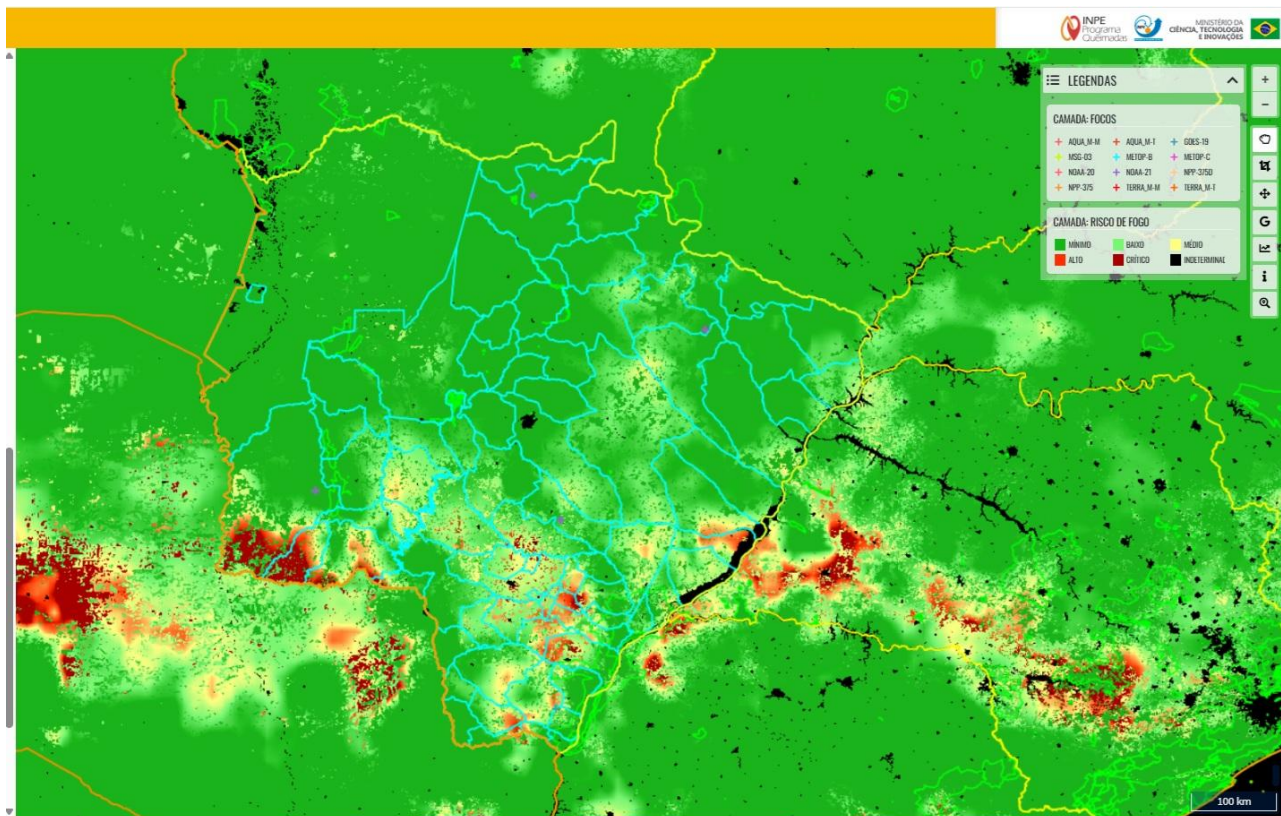 INPE
Programa
Queimadas
MINISTÉRIO DA
CIÊNCIA, TECNOLOGIA
E INOVAÇÕES
LEGENDAS
CAMADA: FOCOS
AQUA_M-M AQUA_M-T GOES-19
MSG-03 METOP-B METOP-C
NOAA-20 NOAA-21 NPP-375D
NPP-375 TERRA_M-M TERRA_M-T
CAMADA: RISCO DE FOGO
MÍNIMO BAIXO MÉDIO
ALTO CRÍTICO INDETERMINAD
G
i
100 km